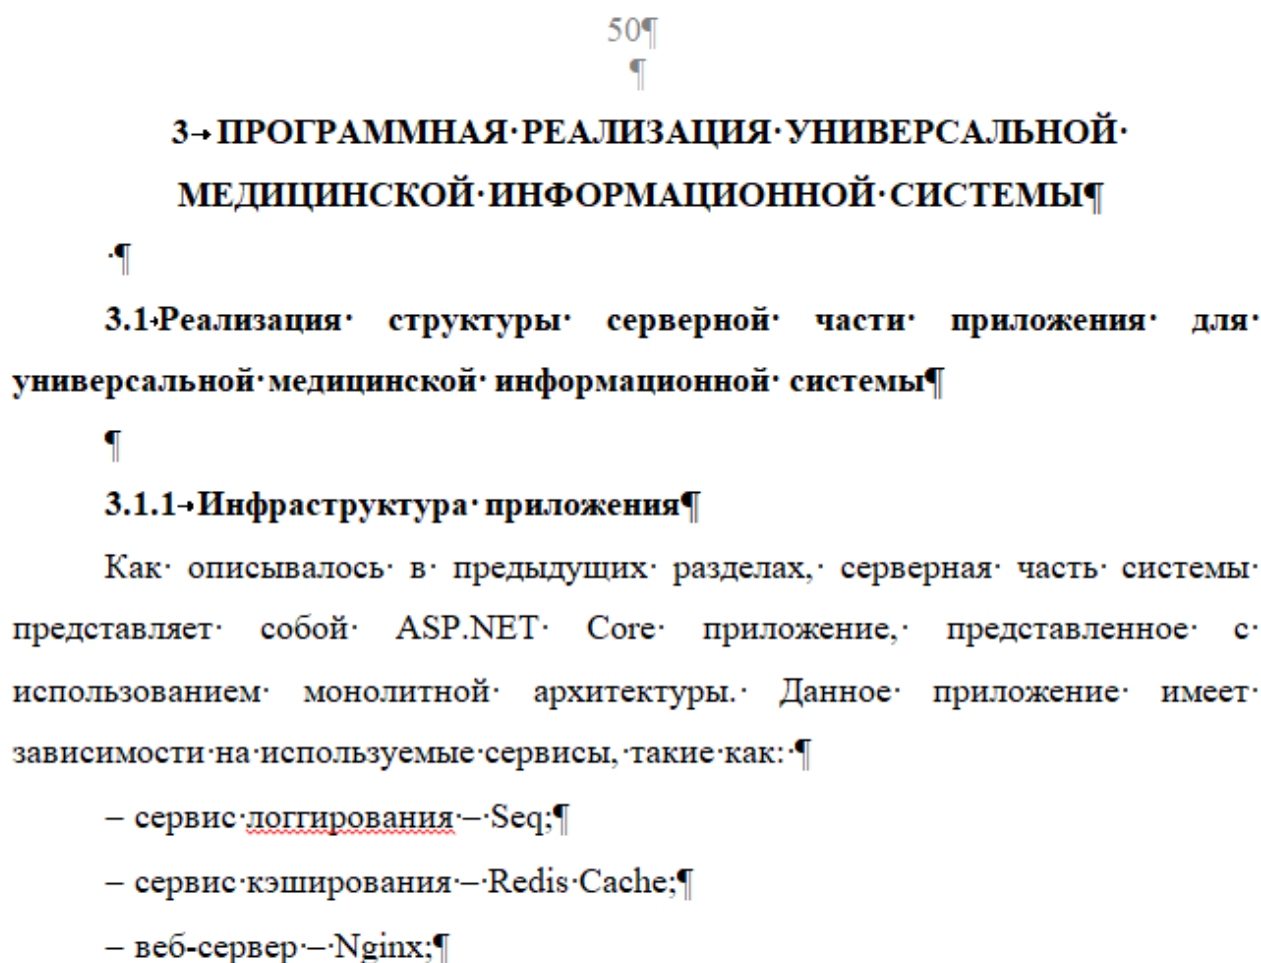 50¶
¶
3→ПРОГРАММНАЯ·РЕАЛИЗАЦИЯ·УНИВЕРСАЛЬНОЙ·
МЕДИЦИНСКОЙ·ИНФОРМАЦИОННОЙ·СИСТЕМЫ¶
·¶
3.1→Реализация· структуры· серверной· части· приложения· для·
универсальной·медицинской· информационной· системы¶
¶
3.1.1→Инфраструктура·приложения¶
Как· описывалось· в· предыдущих· разделах,· серверная· часть· системы·
представляет· собой· ASP.NET· Core· приложение,· представленное· с·
использованием· монолитной· архитектуры.· Данное· приложение· имеет·
зависимости·на·используемые·сервисы,·такие·как:·¶
– сервис·логгирования·–·Seq;¶
– сервис·кэширования·–·Redis·Cache;¶
– веб-сервер·–·Nginx;¶